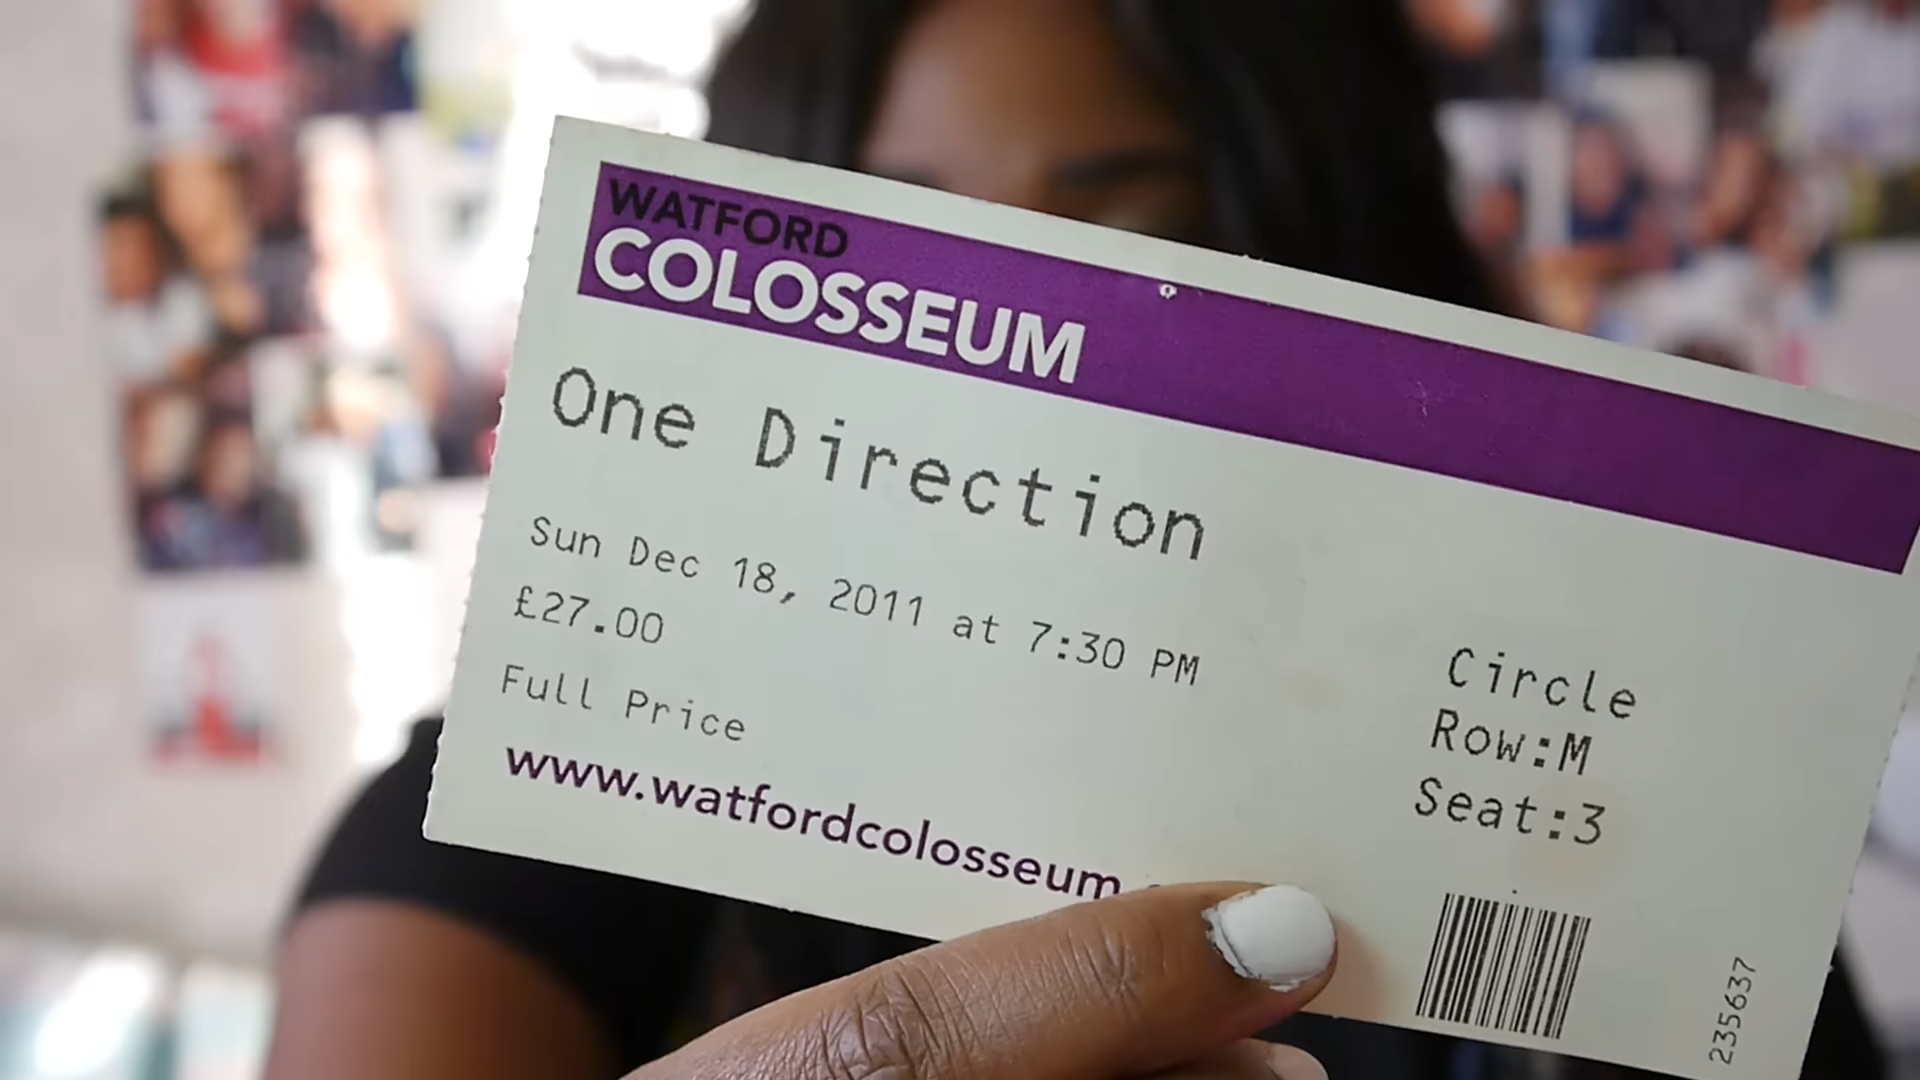 WATFORD
COLOSSEUM
One Direction
Sun Dec 18, 2011 at 7:30 PM
£27.00
Full Price
www.watfordcolosseum
Circle
Row:M
Seat:3
235637